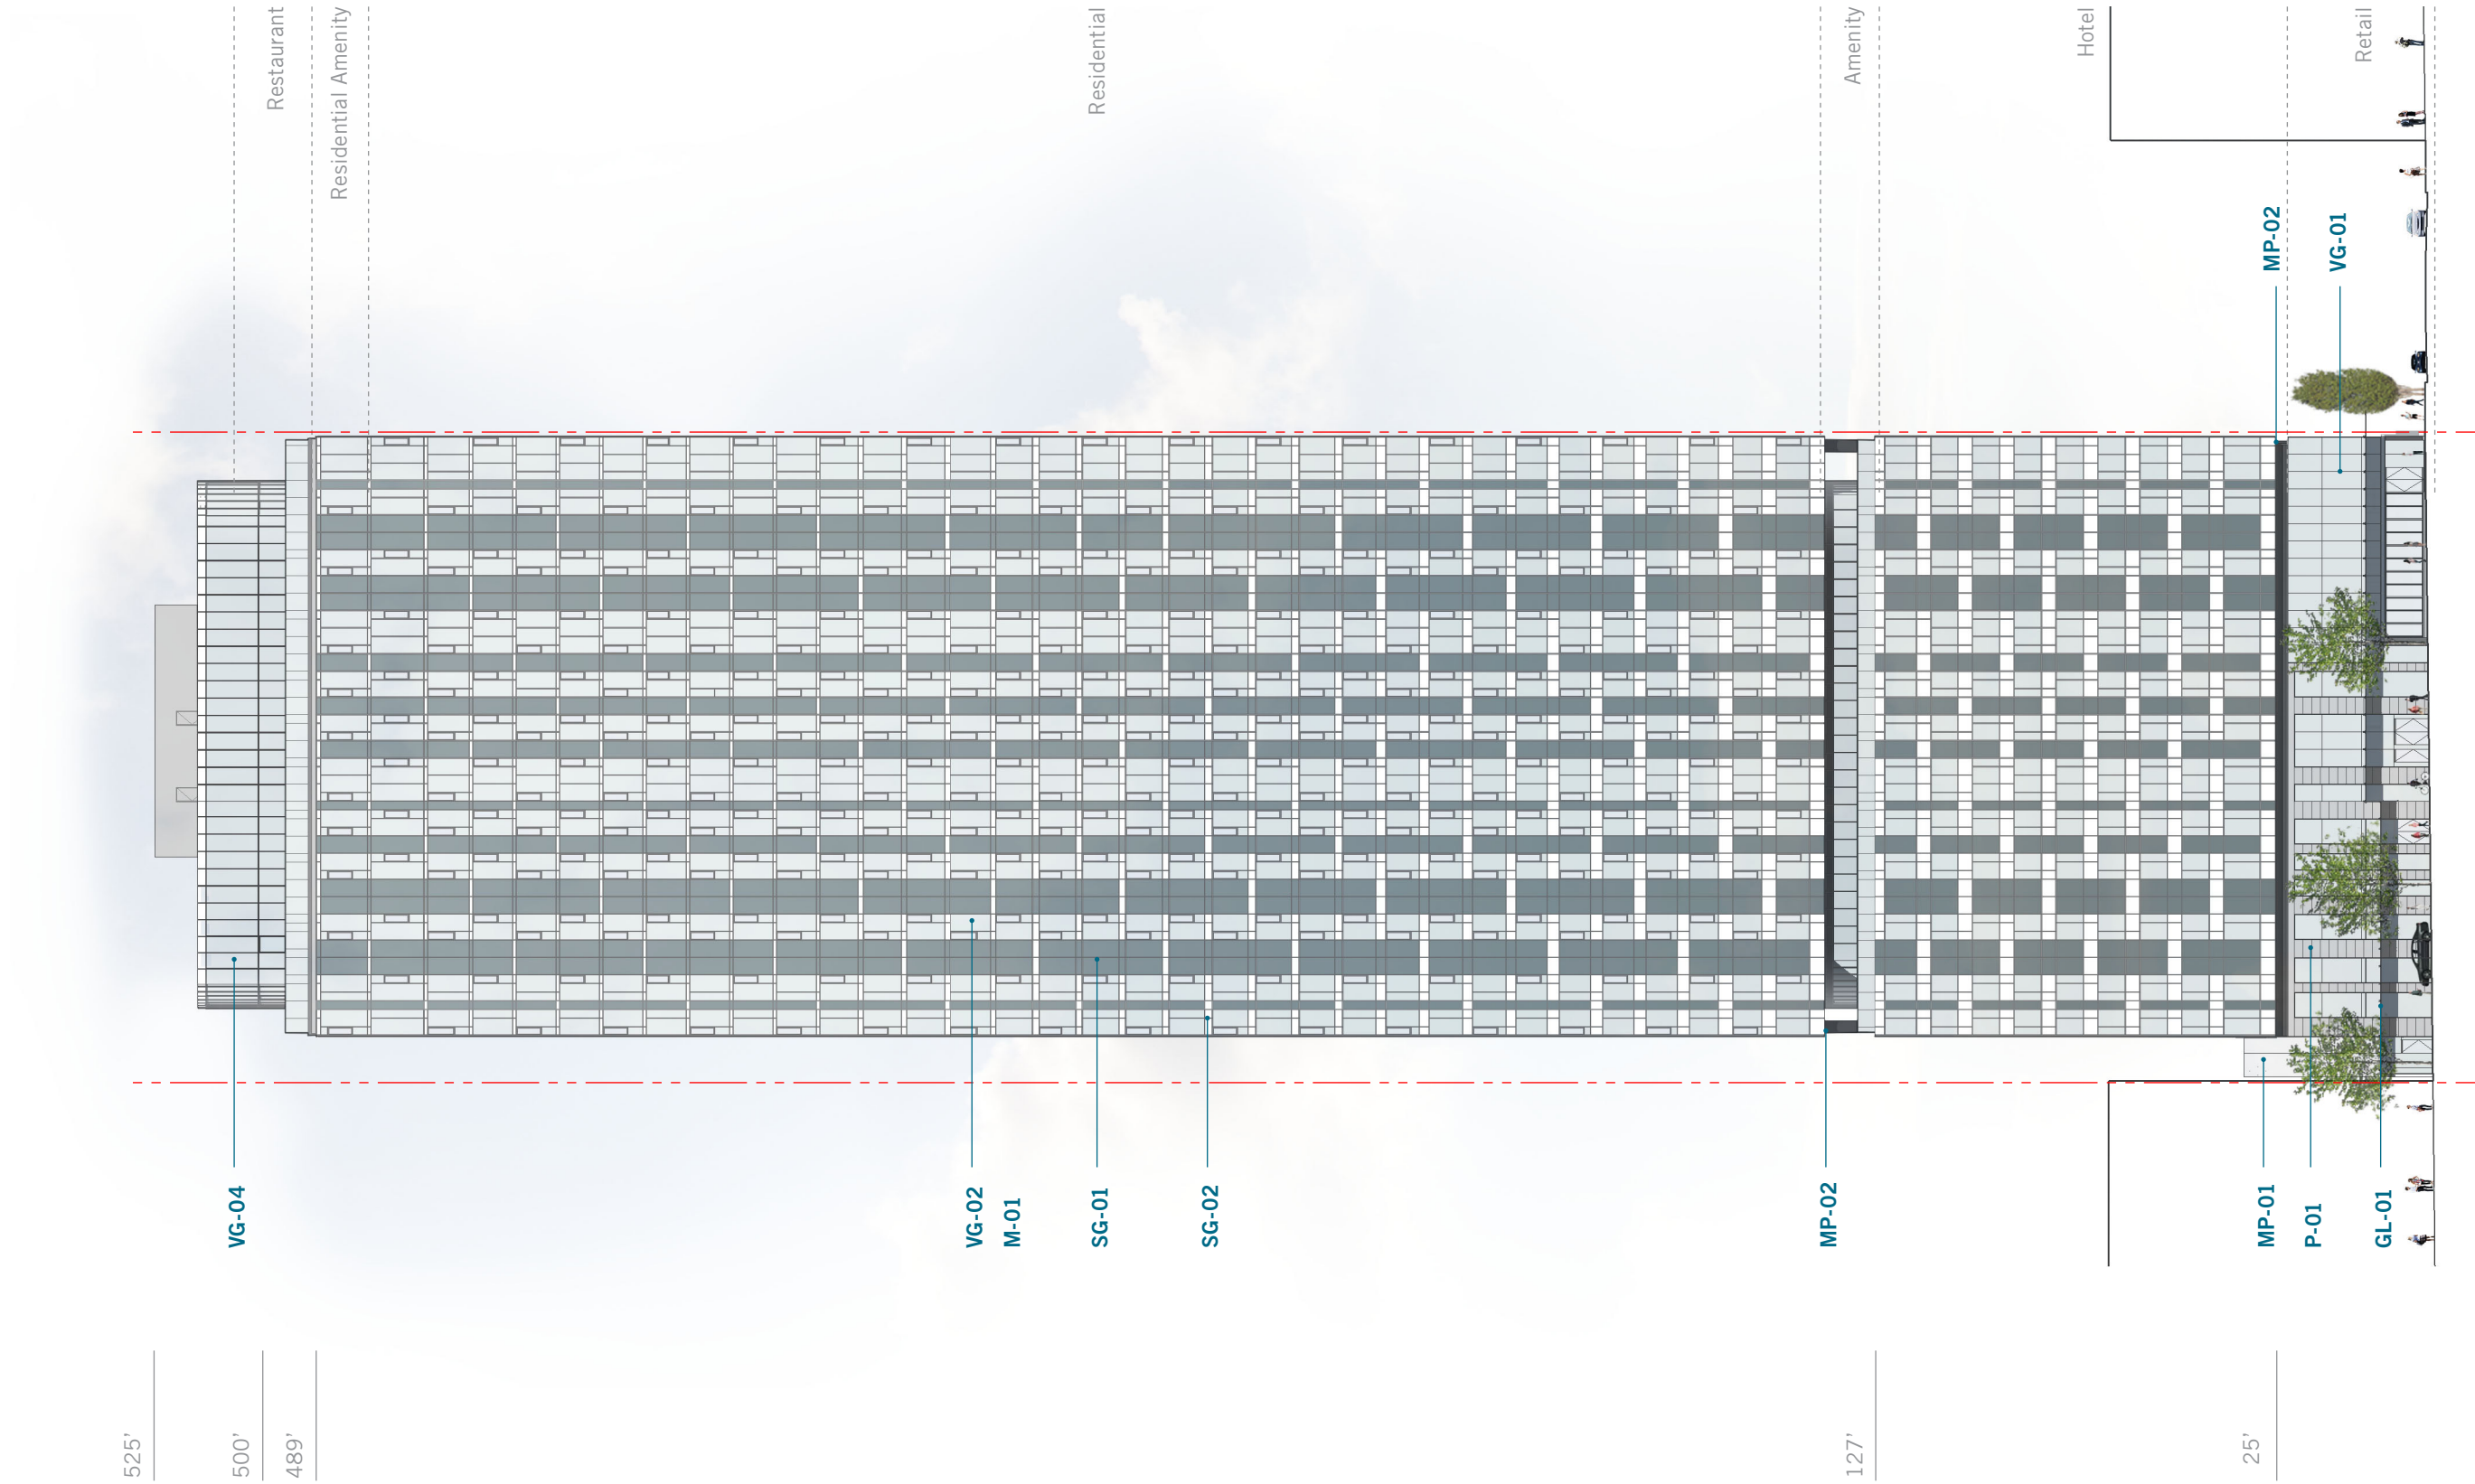 525'
500'
489'
127'
25'
VG-04
VG-02
M-01
SG-01
SG-02
MP-02
MP-01
P-01
GL-01
MP-02
VG-01
Restaurant
Residential Amenity
Residential
Amenity
Hotel
Retail